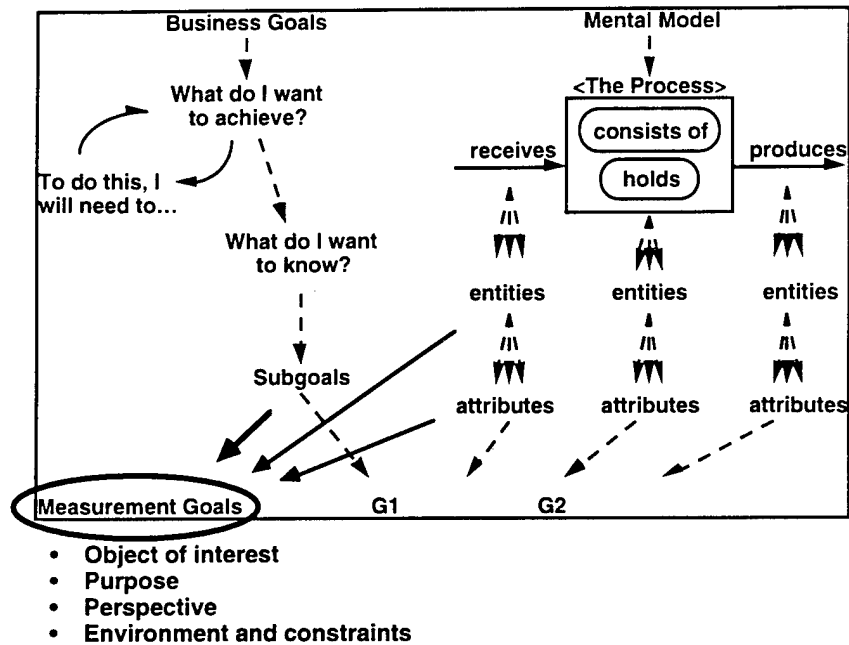 Business Goals
Mental Model
What do I want
to achieve?
<The Process>
receives
consists of
holds
produces
To do this, I
will need to...
What do I want
to know?
entities
entities
entities
Subgoals
attributes
attributes
attributes
Measurement Goals
G1
G2
• Object of interest
• Purpose
• Perspective
• Environment and constraints